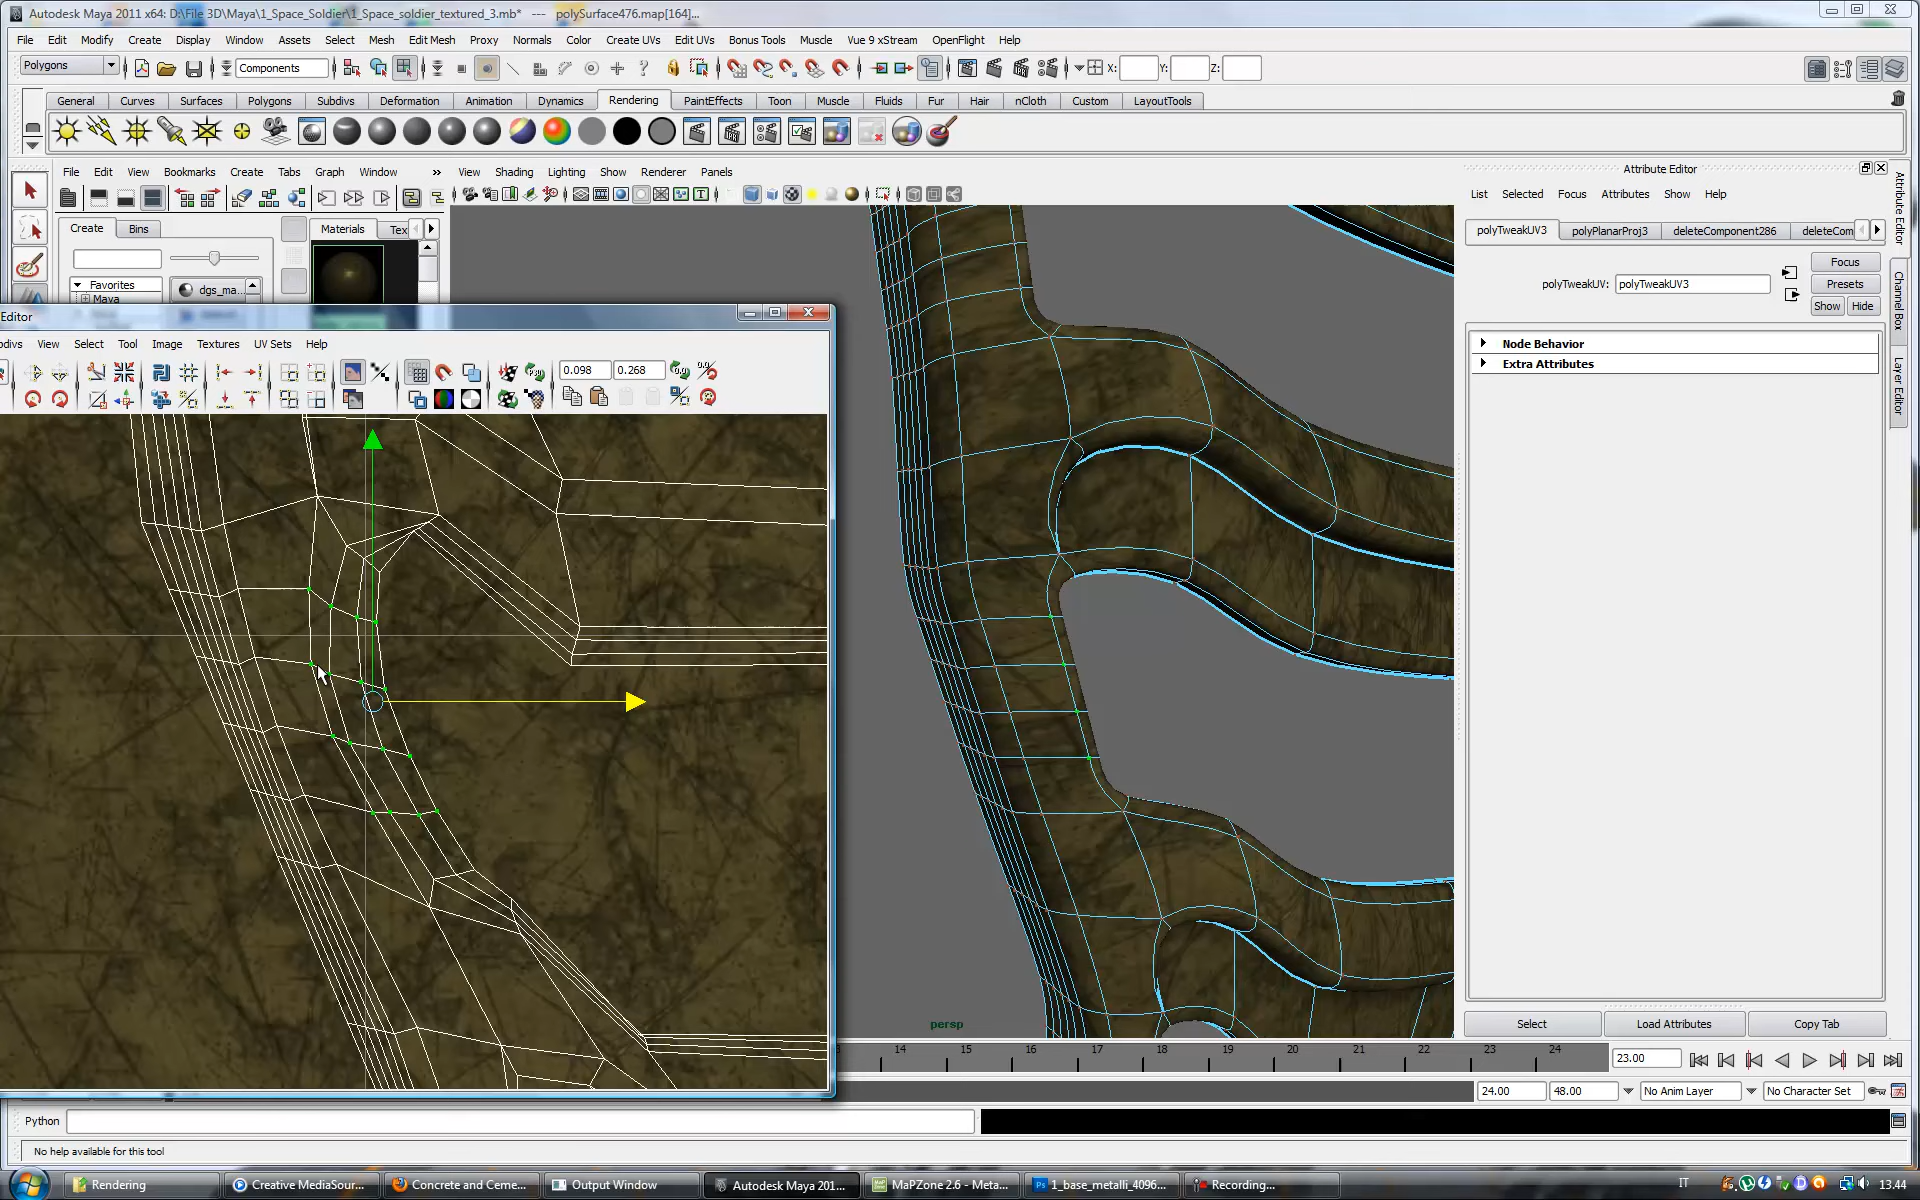 Autodesk Maya 2011 x64: D:\File 3D\Maya\1_Space_Soldier\1_Space_soldier_textured_3.mb* --- polySurface476.map[164]...
File Edit Modify Create Display Window Assets Select Mesh Edit Mesh Proxy Normals Color Create UVs Edit UVs Bonus Tools Muscle Vue 9 xStream OpenFlight Help
Polygons Components X: Y: Z:
General Curves Surfaces Polygons Subdivs Deformation Animation Dynamics Rendering PaintEffects Toon Muscle Fluids Fur Hair nCloth Custom LayoutTools
File Edit View Bookmarks Create Tabs Graph Window »
View Shading Lighting Show Renderer Panels
Attribute Editor
List Selected Focus Attributes Show Help
Create Bins
Materials Tex
polyTweakUV3 polyPlanarProj3 deleteComponent286 deleteCom
Focus
polyTweakUV: polyTweakUV3
Presets
Show Hide
Favorites
Maya
dgs_ma...
Node Behavior
Extra Attributes
Attribute Editor
Channel Box
Layer Editor
Editor
bdivs View Select Tool Image Textures UV Sets Help
0.098 0.268
persp
Select Load Attributes Copy Tab
14 15 16 17 18 19 20 21 22 23 24
23.00
24.00 48.00 No Anim Layer No Character Set
Python
No help available for this tool
Rendering Creative MediaSour... Concrete and Ceme... Output Window Autodesk Maya 201... MaPZone 2.6 - Meta... 1_base_metalli_4096... Recording... IT 13.44